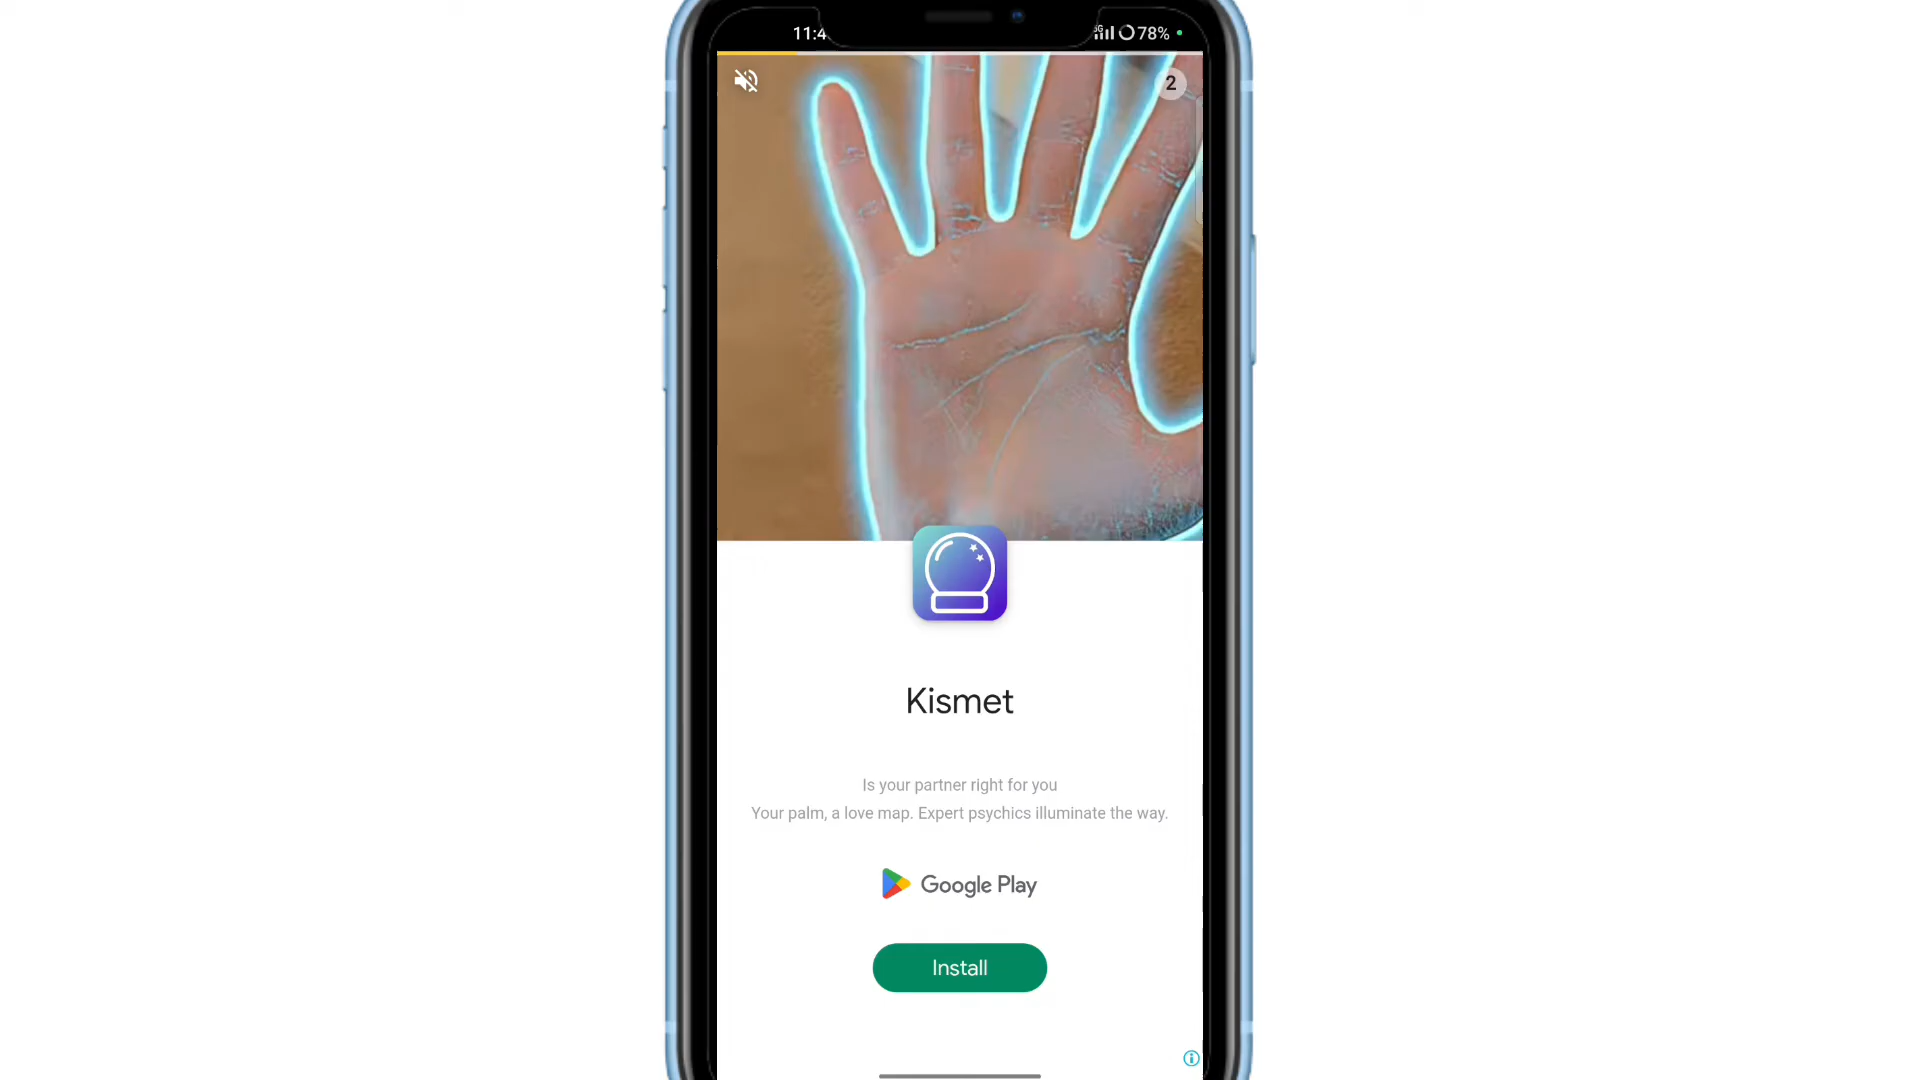 11:4
5G 78%
2
Kismet
Is your partner right for you
Your palm, a love map. Expert psychics illuminate the way.
Google Play
Install